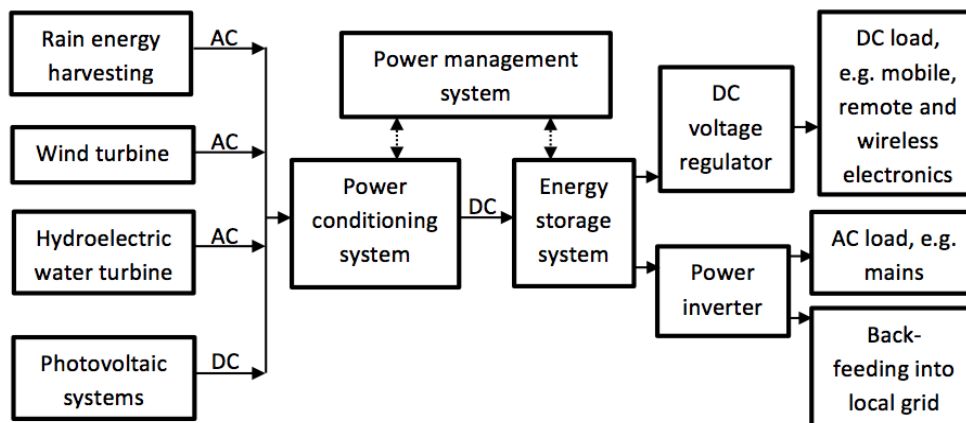 Rain energy
harvesting
AC
Wind turbine
AC
Hydroelectric
water turbine
AC
Photovoltaic
systems
DC
Power management
system
Power
conditioning
system
DC
Energy
storage
system
DC
voltage
regulator
Power
inverter
DC load,
e.g. mobile,
remote and
wireless
electronics
AC load, e.g.
mains
Back-
feeding into
local grid